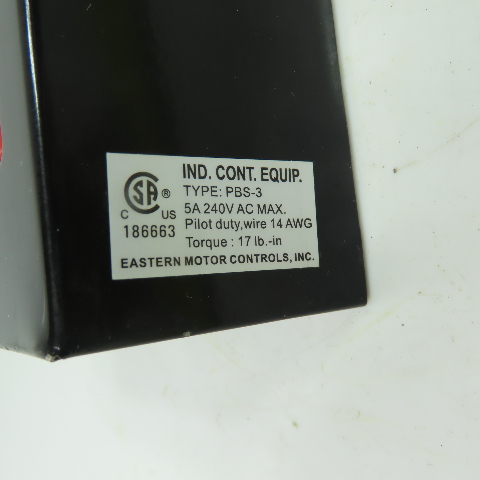 IND. CONT. EQUIP.
SA ® TYPE: PBS-3
C US 5A 240V AC MAX.
186663 Pilot duty,wire 14 AWG
Torque : 17 lb.-in
EASTERN MOTOR CONTROLS, INC.